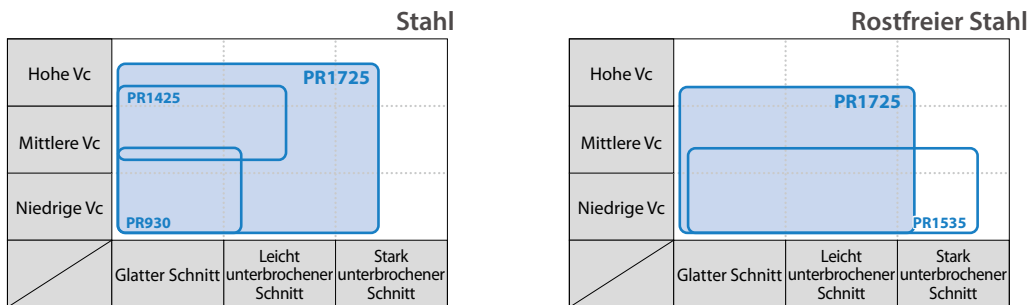 Stahl
Hohe Vc
PR1725
PR1425
Mittlere Vc
Niedrige Vc
PR930
Glatter Schnitt
Leicht
unterbrochener
Schnitt
Stark
unterbrochener
Schnitt
Rostfreier Stahl
Hohe Vc
PR1725
Mittlere Vc
Niedrige Vc
PR1535
Glatter Schnitt
Leicht
unterbrochener
Schnitt
Stark
unterbrochener
Schnitt